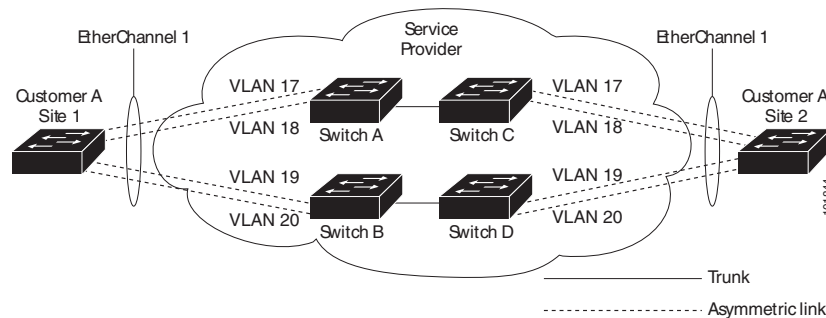 EtherChannel 1
Service
Provider
EtherChannel 1
Customer A
Site 1
VLAN 17
VLAN 18
Switch A
Switch C
VLAN 17
VLAN 18
Customer A
Site 2
VLAN 19
VLAN 20
Switch B
Switch D
VLAN 19
VLAN 20
Trunk
Asymmetric link